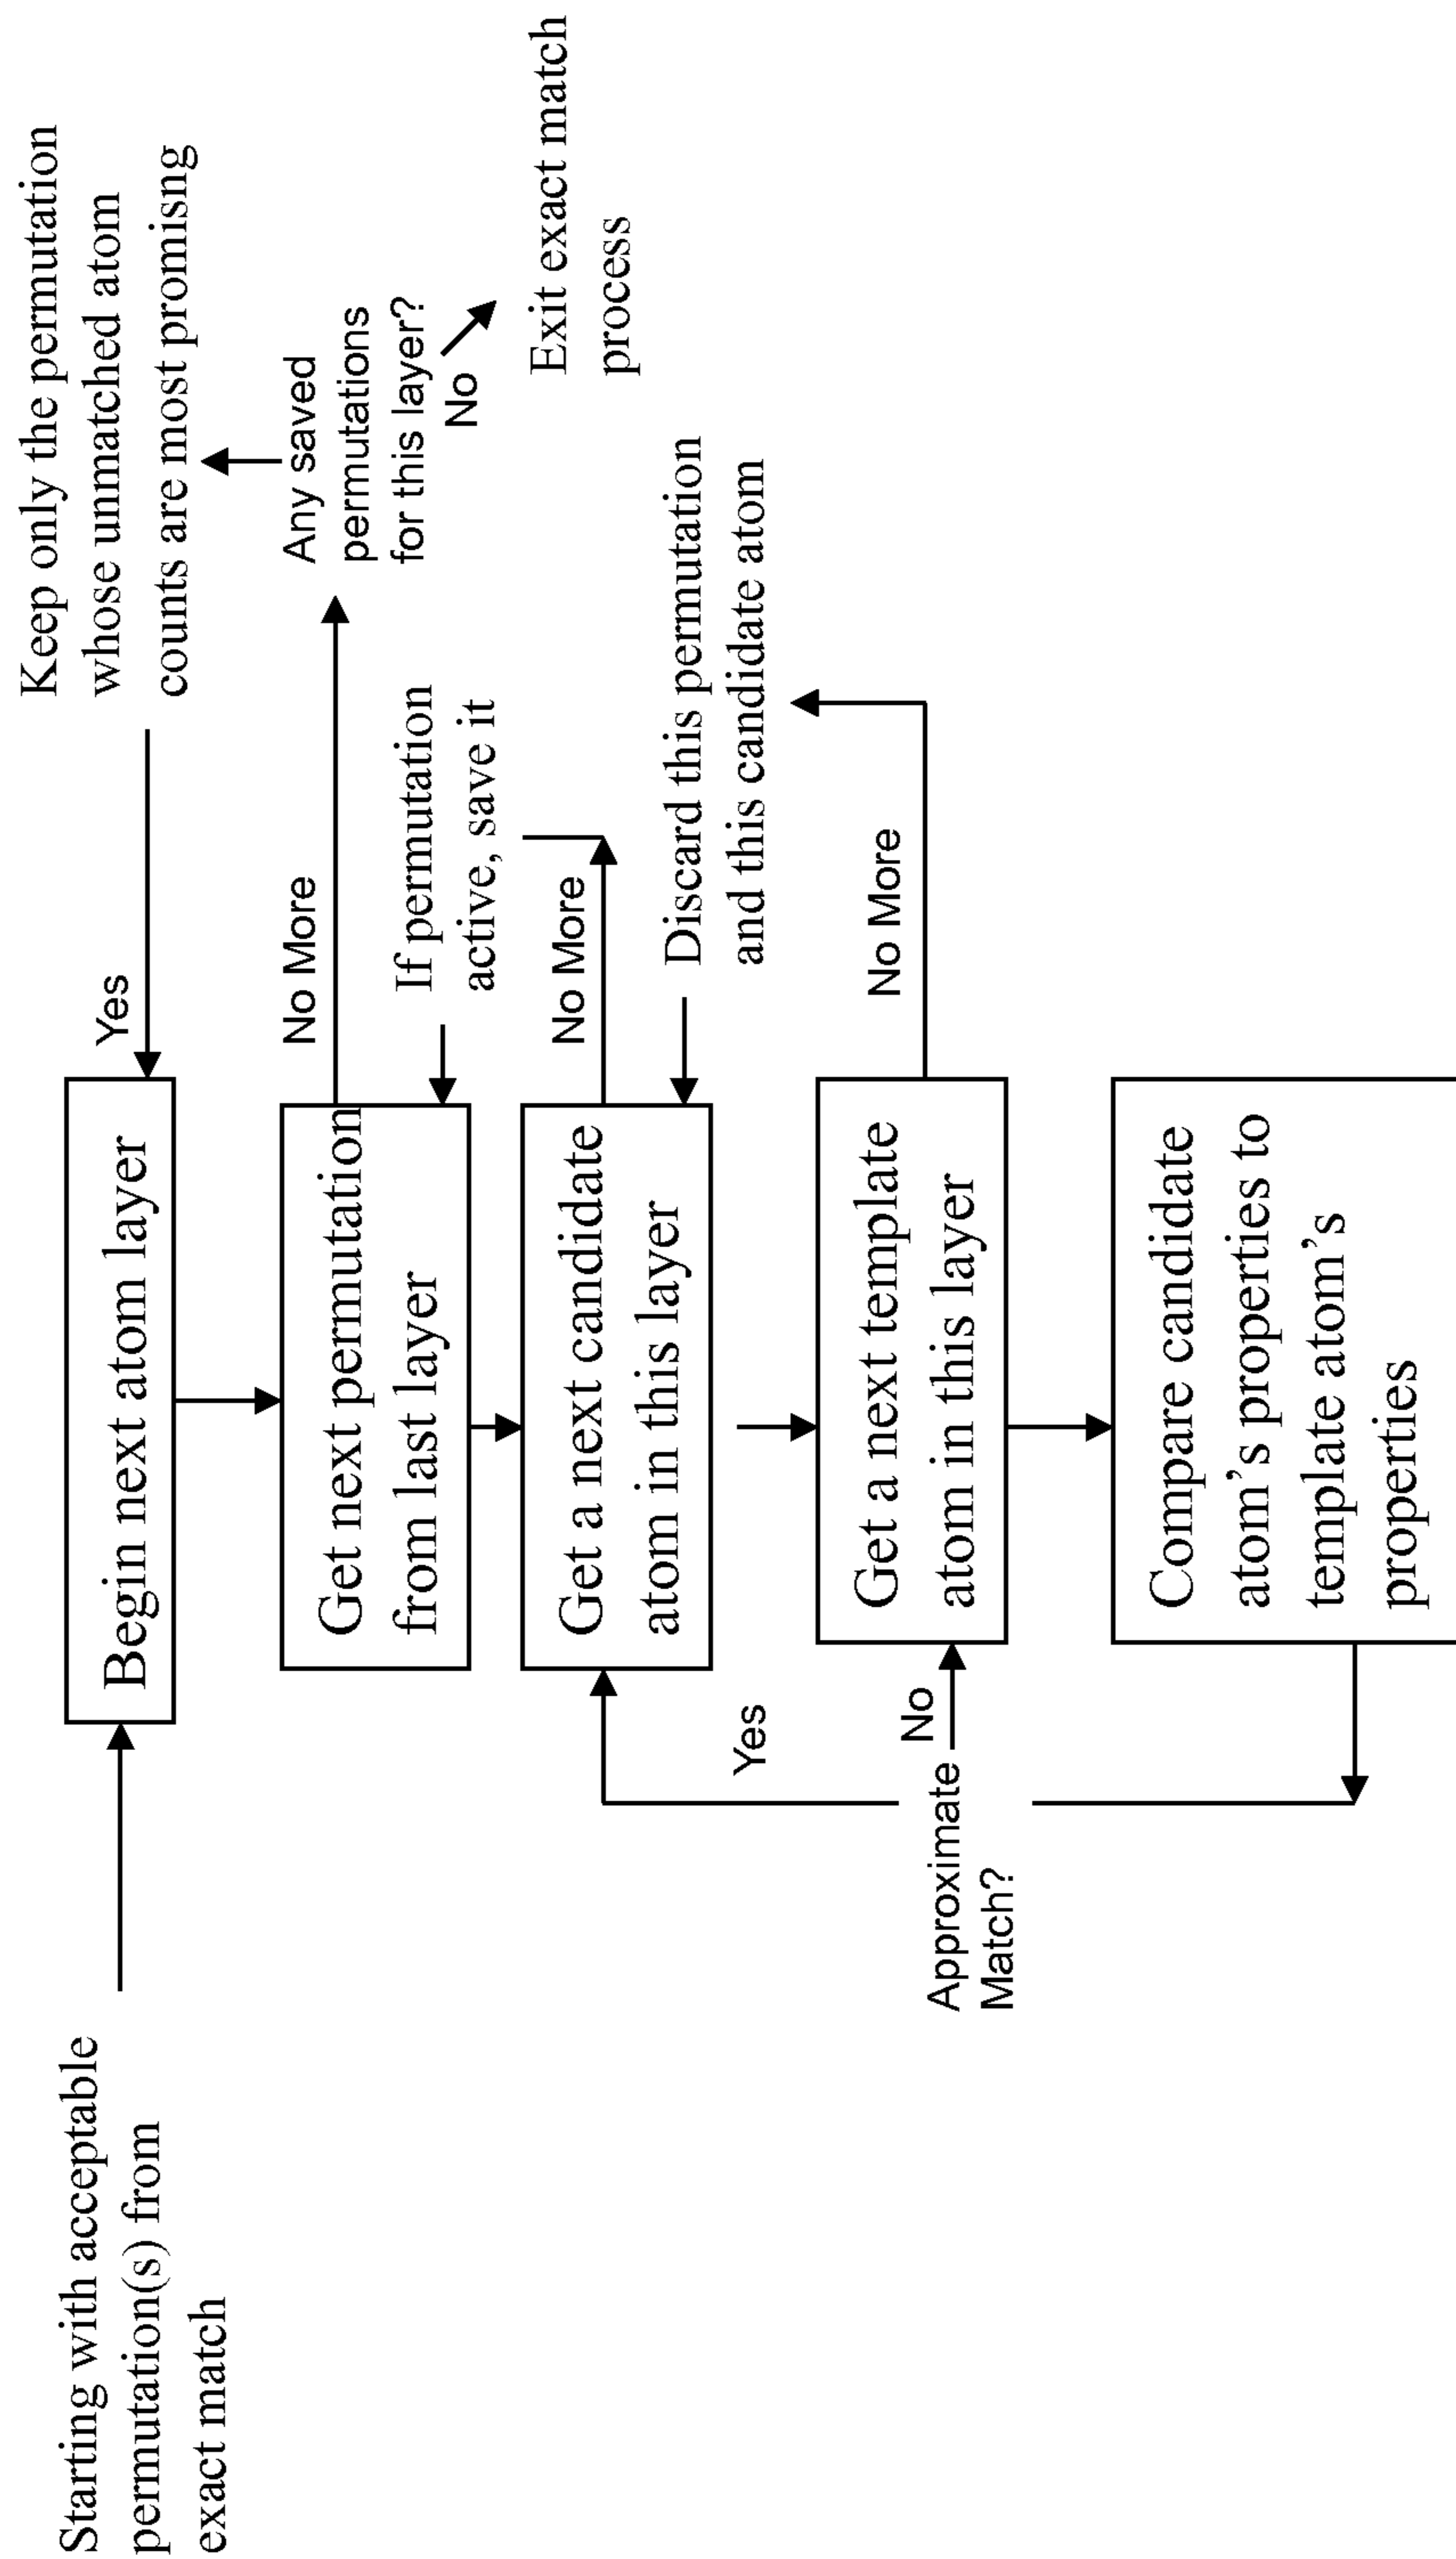 Starting with acceptable
permutation(s) from
exact match
Begin next atom layer
Yes
Keep only the permutation
whose unmatched atom
counts are most promisng
Get next permutation
from last layer
No More
Any saved
permutations
for this layer?
No
Exit exact match
process
If permutation
active, save it
Get a next candidate
atom in this layer
No More
Discard this permutation
and this candidate atom
Yes
Get a next template
atom in this layer
No More
Approximate
Match?
No
Compare candidate
atom’s properties to
template atom’s
properties